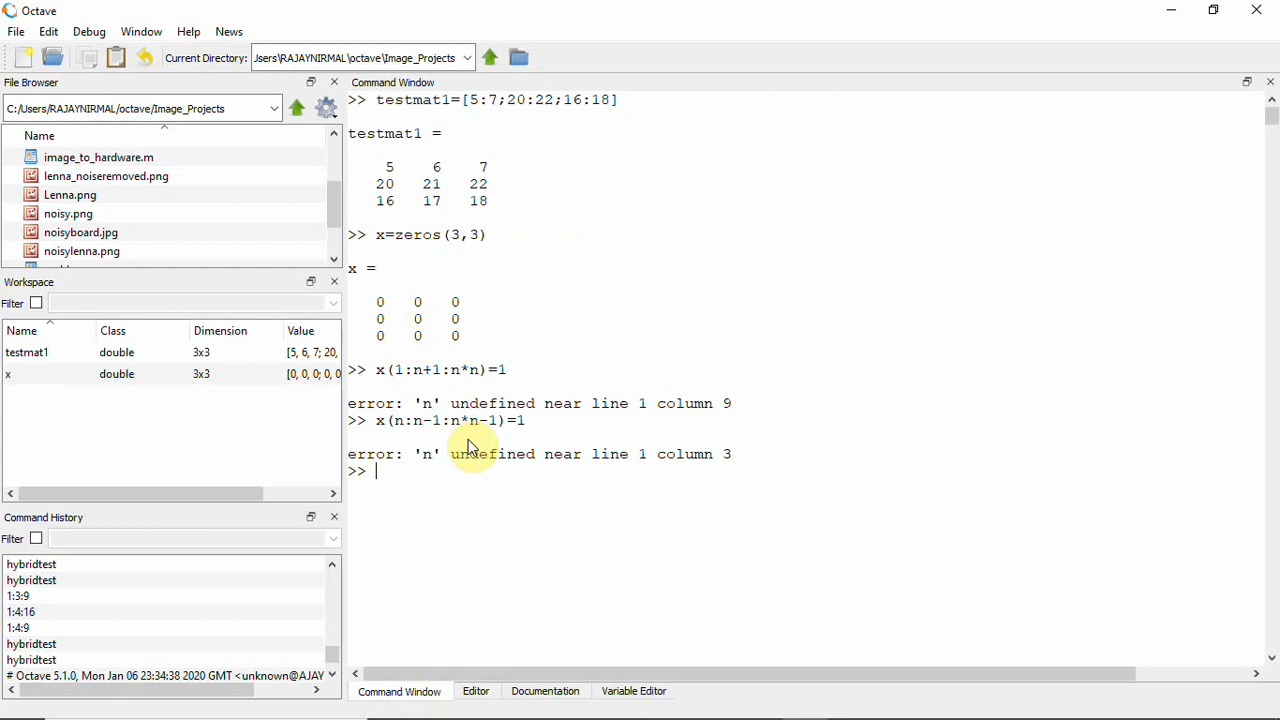 Octave
File Edit Debug Window Help News
Current Directory: Jsers\RAJAYNIRMAL\octave\Image_Projects
File Browser
C:/Users/RAJAYNIRMAL/octave/Image_Projects
Name
image_to_hardware.m
lenna_noiseremoved.png
Lenna.png
noisy.png
noisyboard.jpg
noisylenna.png
Workspace
Filter
Name Class Dimension Value
testmat1 double 3x3 [5, 6, 7; 20,
x double 3x3 [0, 0, 0; 0, 0
Command History
Filter
hybridtest
hybridtest
1:3:9
1:4:16
1:4:9
hybridtest
hybridtest
# Octave 5.1.0, Mon Jan 06 23:34:38 2020 GMT <unknown@AJAY
Command Window
>> testmat1=[5:7;20:22;16:18]
testmat1 =
5 6 7
20 21 22
16 17 18
>> x=zeros(3,3)
x =
0 0 0
0 0 0
0 0 0
>> x(1:n+1:n*n)=1
error: 'n' undefined near line 1 column 9
>> x(n:n-1:n*n-1)=1
error: 'n' undefined near line 1 column 3
>>
Command Window Editor Documentation Variable Editor